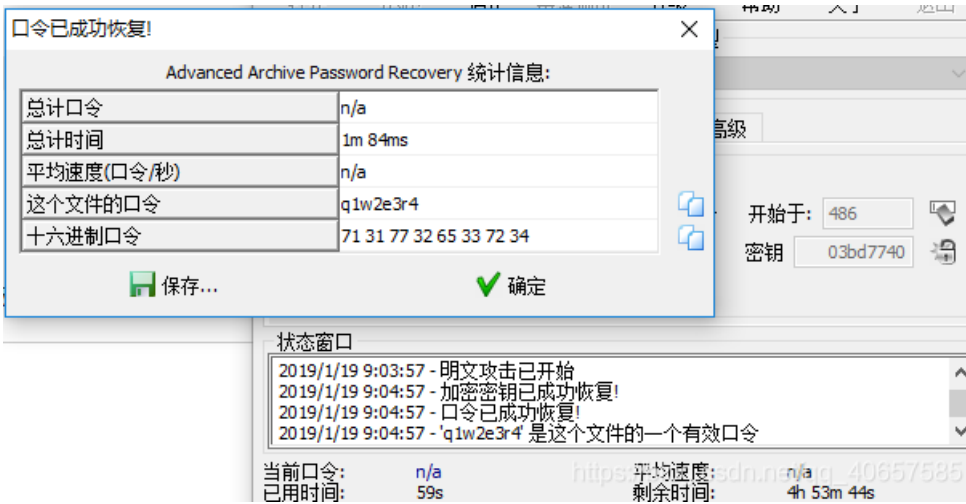 帮助
口令已成功恢复!
Advanced Archive Password Recovery 统计信息:
总计口令 n/a
总计时间 1m 84ms
平均速度(口令/秒) n/a
这个文件的口令 q1w2e3r4
十六进制口令 71 31 77 32 65 33 72 34
保存... 确定
高级
开始于: 486
密钥 03bd7740
状态窗口
2019/1/19 9:03:57 - 明文攻击已开始
2019/1/19 9:04:57 - 加密密钥已成功恢复!
2019/1/19 9:04:57 - 口令已成功恢复!
2019/1/19 9:04:57 - 'q1w2e3r4' 是这个文件的一个有效口令
当前口令: n/a 平均速度: n/a
已用时间: 59s 剩余时间: 4h 53m 44s